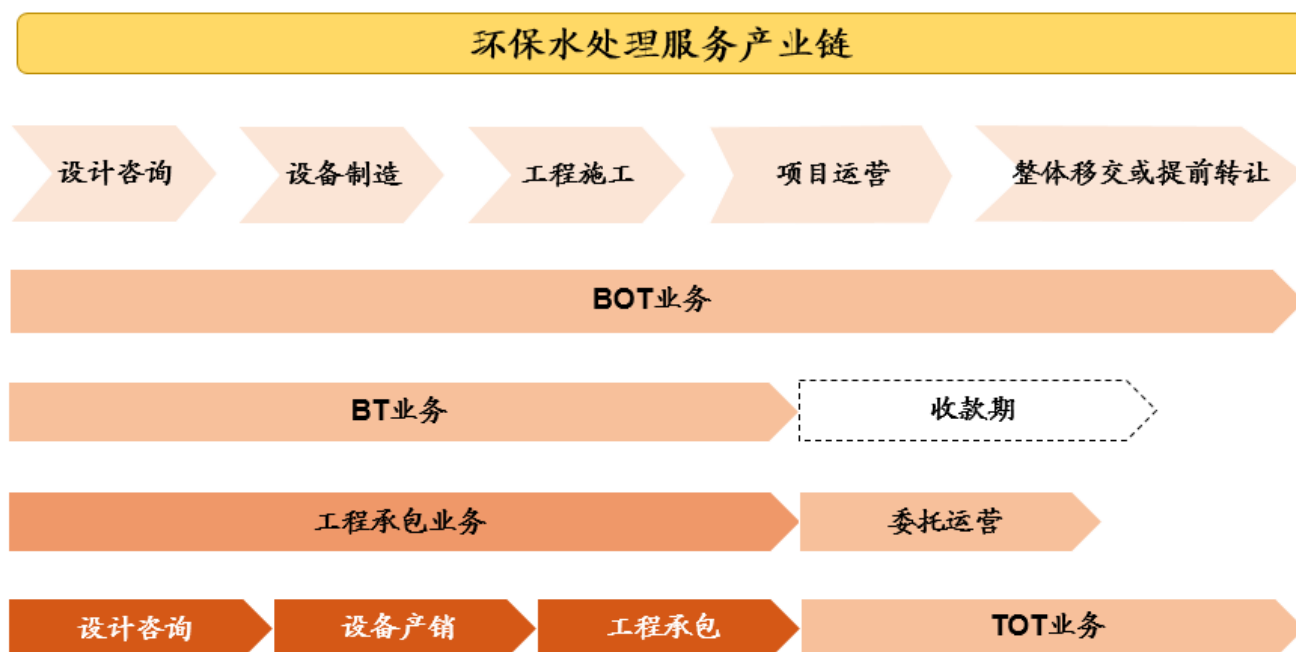 环保水处理服务产业链
设计咨询
设备制造
工程施工
项目运营
整体移交或提前转让
BOT业务
BT业务
收款期
工程承包业务
委托运营
设计咨询
设备产销
工程承包
TOT业务